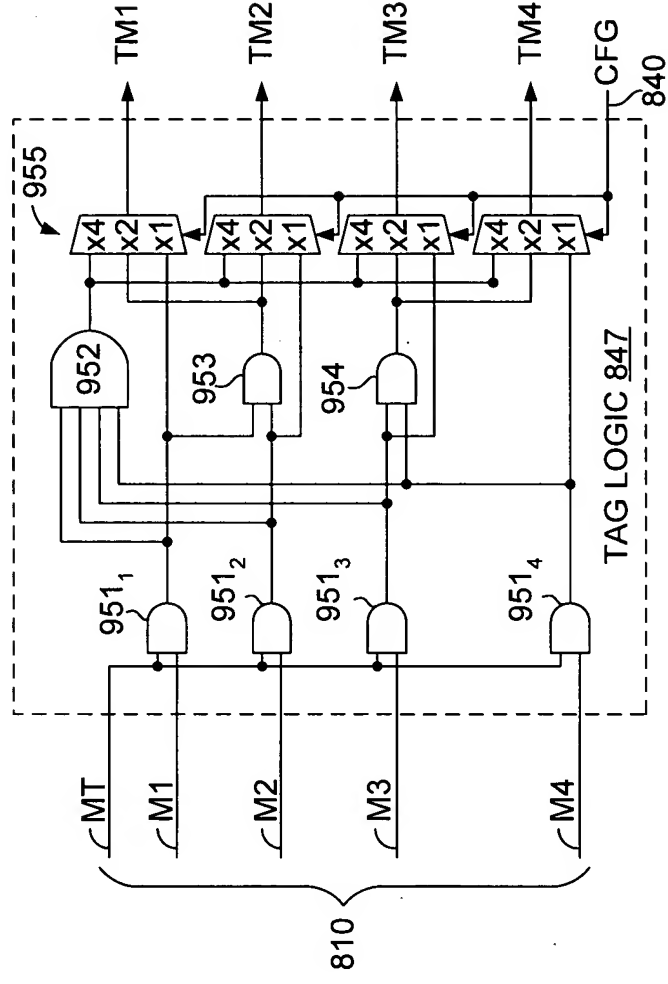 955
TM1
TM2
TM3
TM4
CFG
840
x4
x2
x1
x4
x2
x1
x4
x2
x1
x4
x2
x1
952
953
954
951₁
951₂
951₃
951₄
MT
M1
M2
M3
M4
810
TAG LOGIC 847